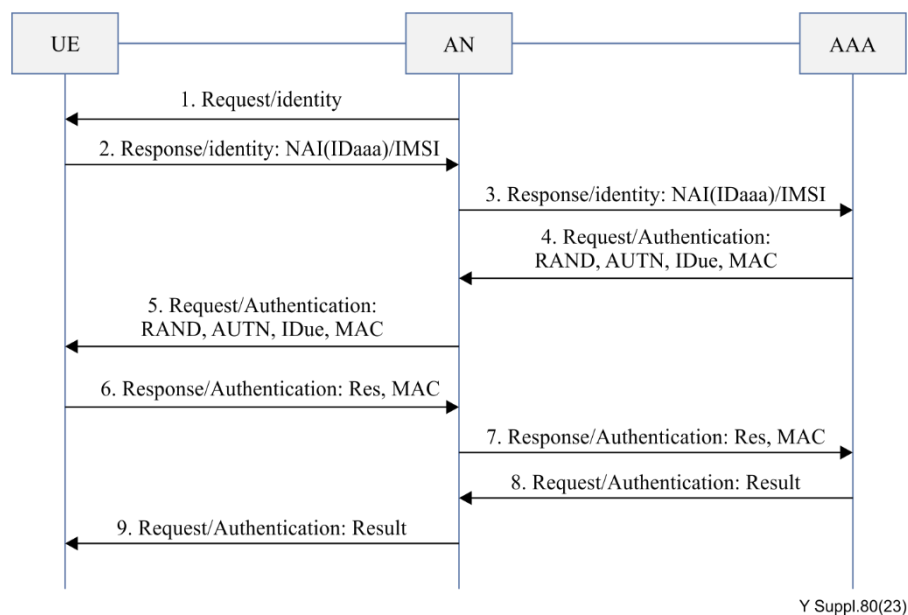 UE
AN
AAA
1. Request/identity
2. Response/identity: NAI(IDaaa)/IMSI
3. Response/identity: NAI(IDaaa)/IMSI
4. Request/Authentication:
RAND, AUTN, IDue, MAC
5. Request/Authentication:
RAND, AUTN, IDue, MAC
6. Response/Authentication: Res, MAC
7. Response/Authentication: Res, MAC
8. Request/Authentication: Result
9. Request/Authentication: Result
Y Suppl.80(23)